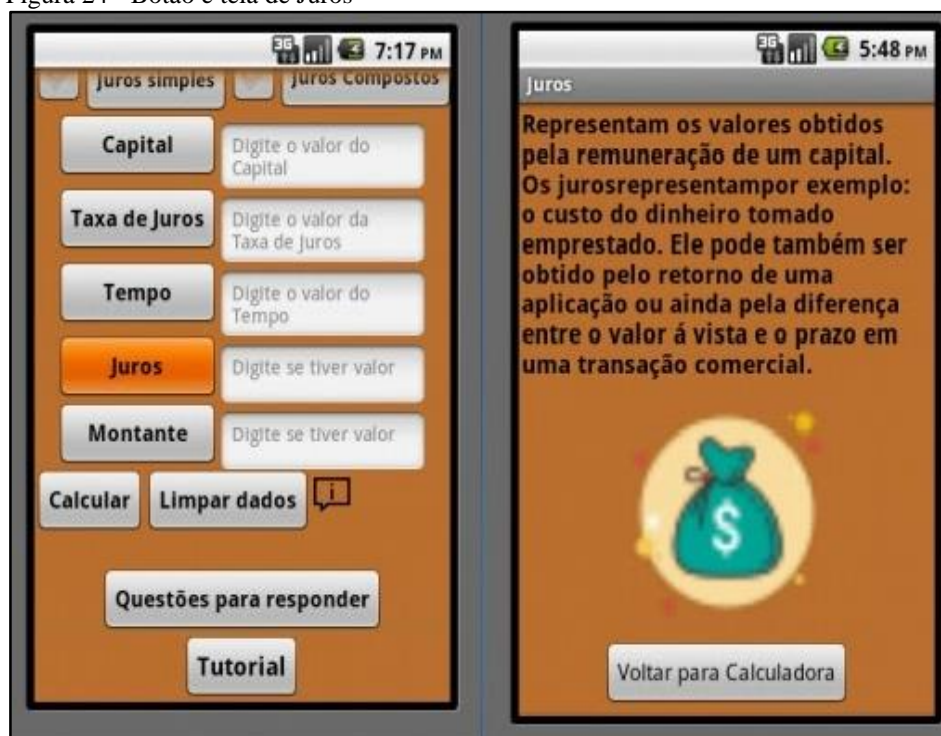 Figura 24 - Botão e tela de Juros
3G 7:17 PM
Juros simples Juros Compostos
Capital Digite o valor do
Capital
Taxa de Juros Digite o valor da
Taxa de Juros
Tempo Digite o valor do
Tempo
Juros Digite se tiver valor
Montante Digite se tiver valor
Calcular Limpar dados i
Questões para responder
Tutorial
3G 5:48 PM
Juros
Representam os valores obtidos
pela remuneração de um capital.
Os jurosrepresentampor exemplo:
o custo do dinheiro tomado
emprestado. Ele pode também ser
obtido pelo retorno de uma
aplicação ou ainda pela diferença
entre o valor á vista e o prazo em
uma transação comercial.
$
Voltar para Calculadora